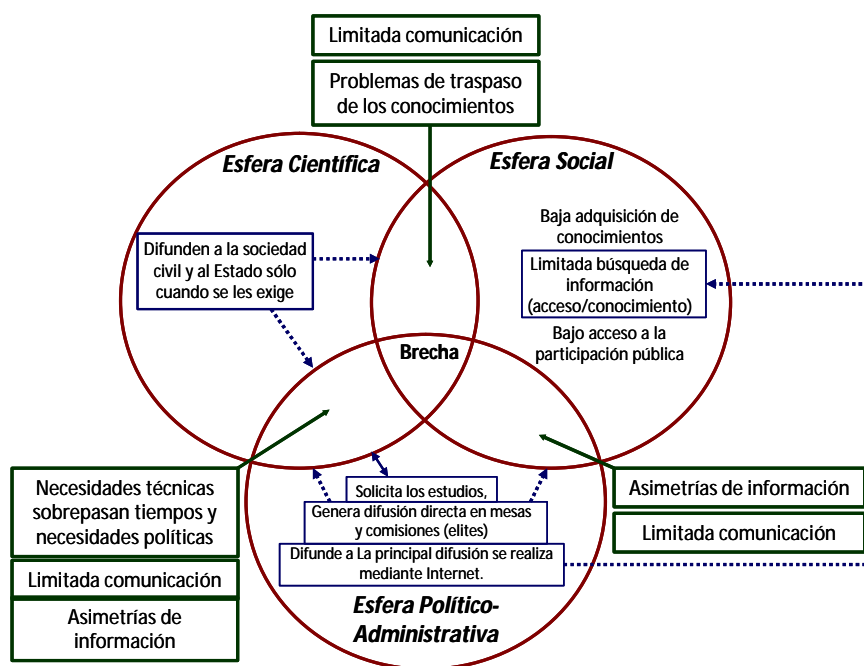 Limitada comunicación
Problemas de traspaso
de los conocimientos
Esfera Científica
Esfera Social
Difunden a la sociedad
civil y al Estado sólo
cuando se les exige
Baja adquisición de
conocimientos
Limitada búsqueda de
información
(acceso/conocimiento)
Bajo acceso a la
participación pública
Brecha
Necesidades técnicas
sobrepasan tiempos y
necesidades políticas
Limitada comunicación
Asimetrías de
información
Solicita los estudios,
Genera difusión directa en mesas
y comisiones (elites)
Difunde a La principal difusión se realiza
mediante Internet.
Asimetrías de información
Limitada comunicación
Esfera Político-
Administrativa